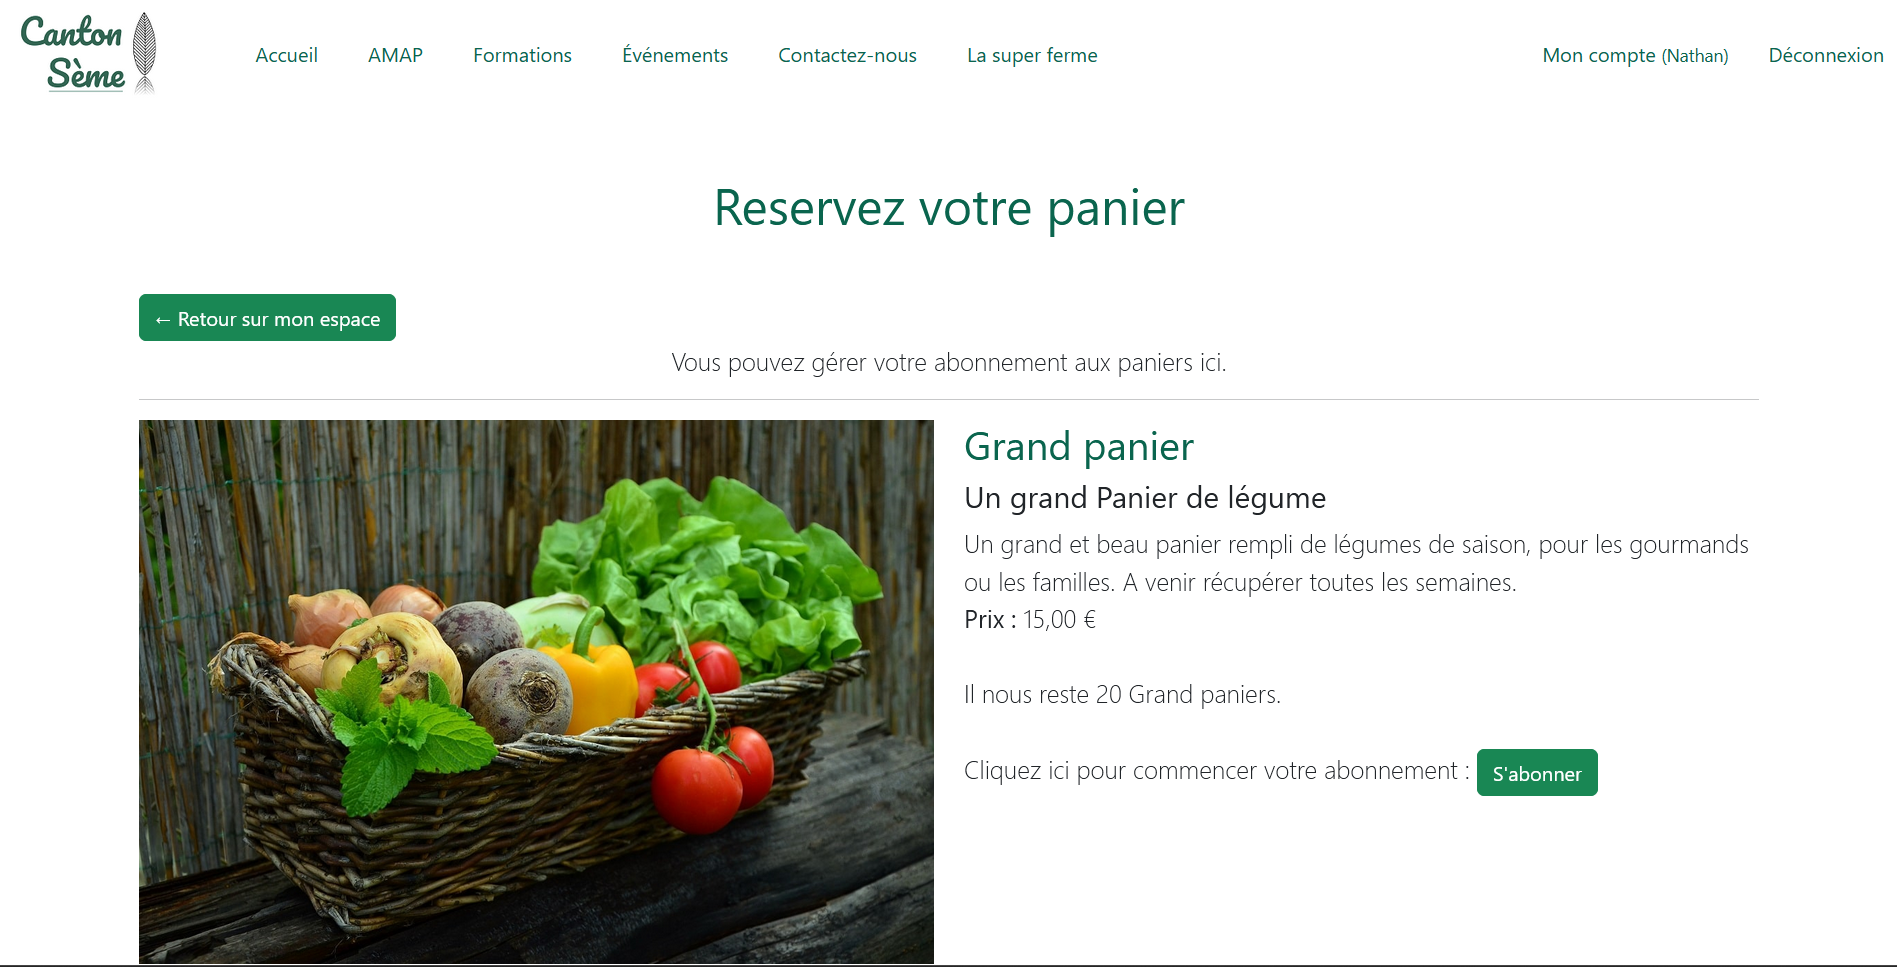 Canton
Sème
Accueil
AMAP
Formations
Événements
Contactez-nous
La super ferme
Mon compte (Nathan)
Déconnexion
Reservez votre panier
← Retour sur mon espace
Vous pouvez gérer votre abonnement aux paniers ici.
Grand panier
Un grand Panier de légume
Un grand et beau panier rempli de légumes de saison, pour les gourmands
ou les familles. A venir récupérer toutes les semaines.
Prix : 15,00 €
Il nous reste 20 Grand paniers.
Cliquez ici pour commencer votre abonnement : S'abonner